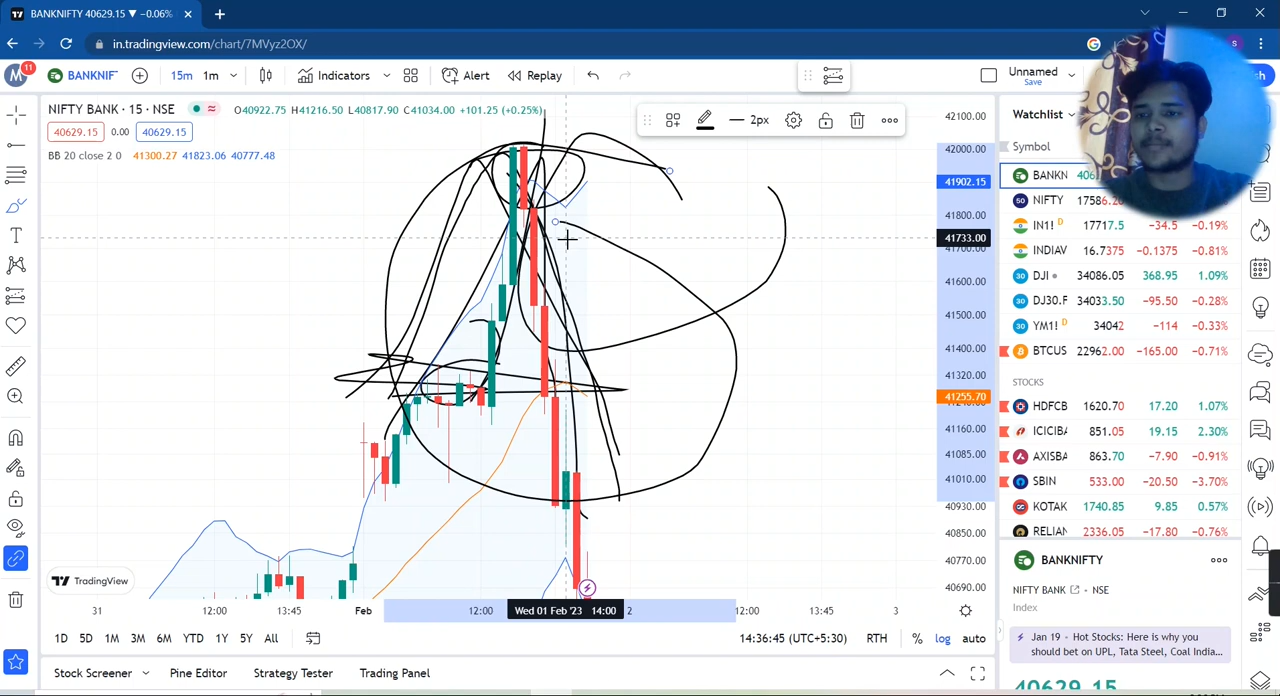 BANKNIFTY 40629.15 ▼ −0.06%
in.tradingview.com/chart/7MVyz2OX/
M 11 BANKNIF 15m 1m Indicators Alert Replay Unnamed
Save
NIFTY BANK · 15 · NSE O40922.75 H41216.50 L40817.90 C41034.00 +101.25 (+0.25%)
40629.15 0.00 40629.15
BB 20 close 2 0 41300.27 41823.06 40777.48
2px
42100.00
42000.00
41902.15
41800.00
41733.00
41700.00
41600.00
41500.00
41400.00
41320.00
41255.70
41160.00
41085.00
41010.00
40930.00
40850.00
40770.00
40690.00
TradingView
31 12:00 13:45 Feb 12:00 Wed 01 Feb '23 14:00 2 12:00 13:45 3
1D 5D 1M 3M 6M YTD 1Y 5Y All 14:36:45 (UTC+5:30) RTH % log auto
Stock Screener Pine Editor Strategy Tester Trading Panel
Watchlist
Symbol
BANKN
NIFTY 17586
IN1! D 17717.5 −34.5 −0.19%
INDIAV 16.7375 −0.1375 −0.81%
DJI 34086.05 368.95 1.09%
DJ30.F 34033.50 −95.50 −0.28%
YM1! D 34042 −114 −0.33%
BTCUS 22962.00 −165.00 −0.71%
STOCKS
HDFCB 1620.70 17.20 1.07%
ICICIBA 851.05 19.15 2.30%
AXISBA 863.70 −7.90 −0.91%
SBIN 533.00 −20.50 −3.70%
KOTAK 1740.85 9.85 0.57%
RELIAN 2336.05 −17.80 −0.76%
BANKNIFTY
NIFTY BANK · NSE
Index
Jan 19 · Hot Stocks: Here is why you
should bet on UPL, Tata Steel, Coal India...
40629.15